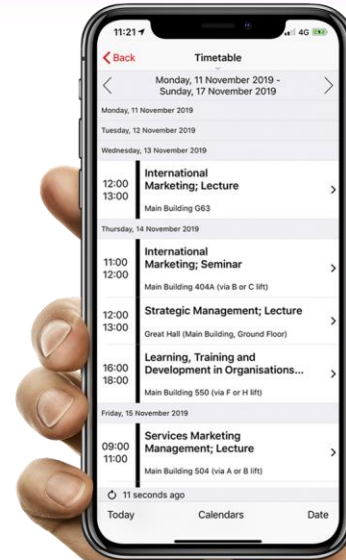 11:21
4G
Back
Timetable
Monday, 11 November 2019 -
Sunday, 17 November 2019
Monday, 11 November 2019
Tuesday, 12 November 2019
Wednesday, 13 November 2019
12:00
13:00
International
Marketing; Lecture
Main Building G63
Thursday, 14 November 2019
11:00
12:00
International
Marketing; Seminar
Main Building 404A (via B or C lift)
12:00
13:00
Strategic Management; Lecture
Great Hall (Main Building, Ground Floor)
16:00
18:00
Learning, Training and
Development in Organisations...
Main Building 550 (via F or H lift)
Friday, 15 November 2019
09:00
11:00
Services Marketing
Management; Lecture
Main Building 504 (via A or B lift)
11 seconds ago
Today
Calendars
Date